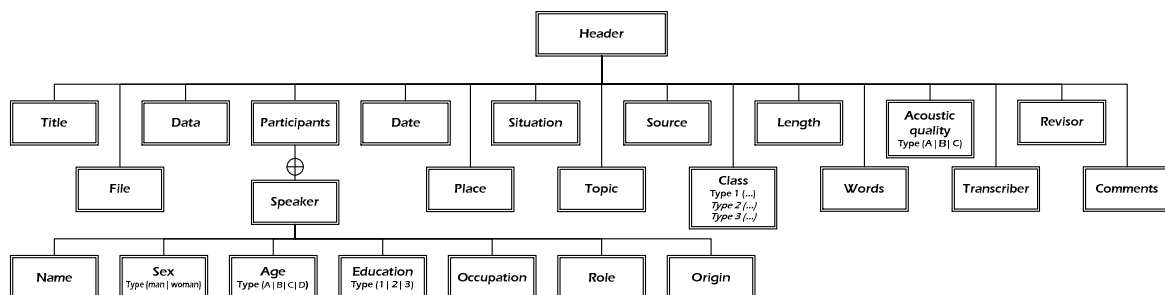 Header
Title
Data
Participants
Date
Situation
Source
Length
Acoustic
quality
Type (A | B | C)
Revisor
File
Speaker
Place
Topic
Class
Type 1 (...)
Type 2 (...)
Type 3 (...)
Words
Transcriber
Comments
Name
Sex
Type (man | woman)
Age
Type (A | B | C | D)
Education
Type (1 | 2 | 3)
Occupation
Role
Origin